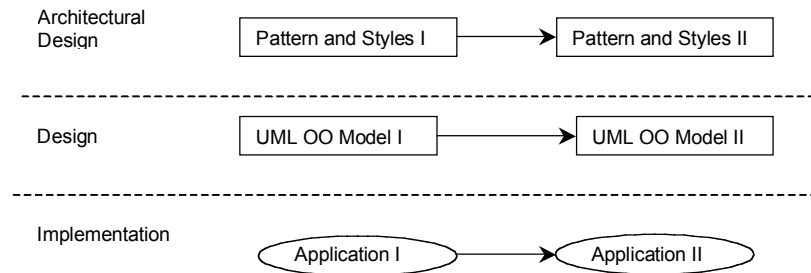 Architectural
Design
Pattern and Styles I
Pattern and Styles II
Design
UML OO Model I
UML OO Model II
Implementation
Application I
Application II